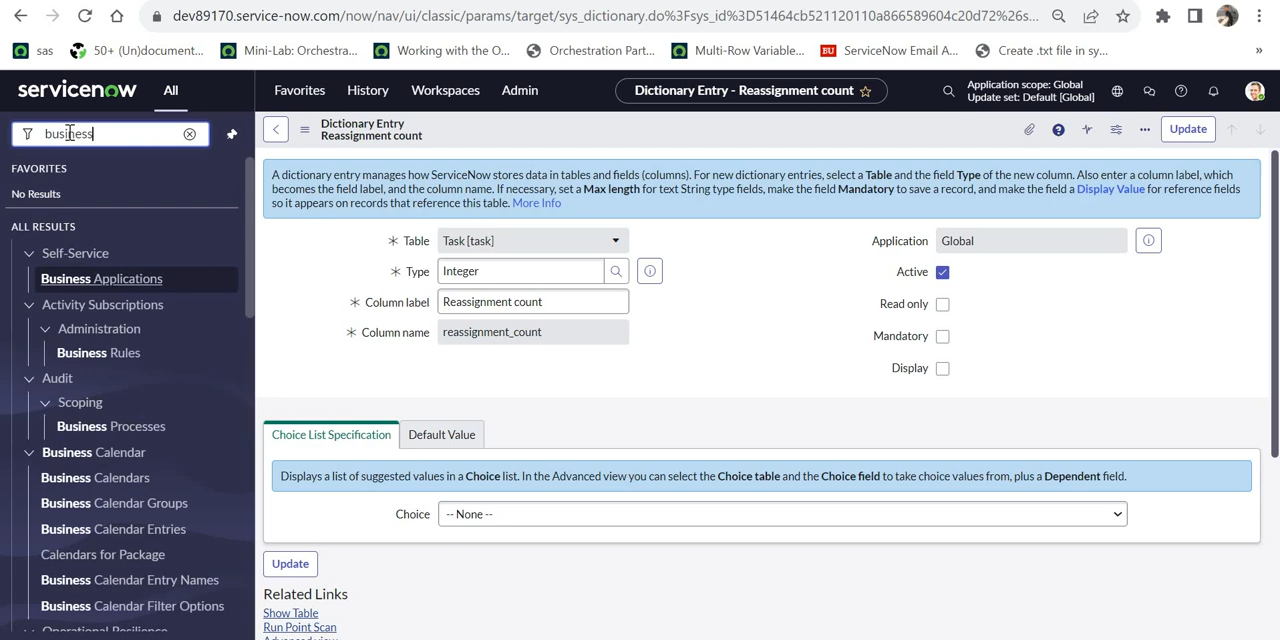 dev89170.service-now.com/now/nav/ui/classic/params/target/sys_dictionary.do%3Fsys_id%3D51464cb521120110a866589604c20d72%26s...
sas
50+ (Un)document...
Mini-Lab: Orchestra...
Working with the O...
Orchestration Part...
Multi-Row Variable...
BU
ServiceNow Email A...
Create .txt file in sy...
»
servicenow
All
Favorites
History
Workspaces
Admin
Dictionary Entry - Reassignment count
Application scope: Global
Update set: Default [Global]
business
FAVORITES
No Results
ALL RESULTS
Self-Service
Business Applications
Activity Subscriptions
Administration
Business Rules
Audit
Scoping
Business Processes
Business Calendar
Business Calendars
Business Calendar Groups
Business Calendar Entries
Calendars for Package
Business Calendar Entry Names
Business Calendar Filter Options
Operational Resilience
Dictionary Entry
Reassignment count
Update
A dictionary entry manages how ServiceNow stores data in tables and fields (columns). For new dictionary entries, select a Table and the field Type of the new column. Also enter a column label, which
becomes the field label, and the column name. If necessary, set a Max length for text String type fields, make the field Mandatory to save a record, and make the field a Display Value for reference fields
so it appears on records that reference this table. More Info
Table
Task [task]
Application
Global
Type
Integer
Active
Column label
Reassignment count
Read only
Column name
reassignment_count
Mandatory
Display
Choice List Specification
Default Value
Displays a list of suggested values in a Choice list. In the Advanced view you can select the Choice table and the Choice field to take choice values from, plus a Dependent field.
Choice
-- None --
Update
Related Links
Show Table
Run Point Scan
Advanced view